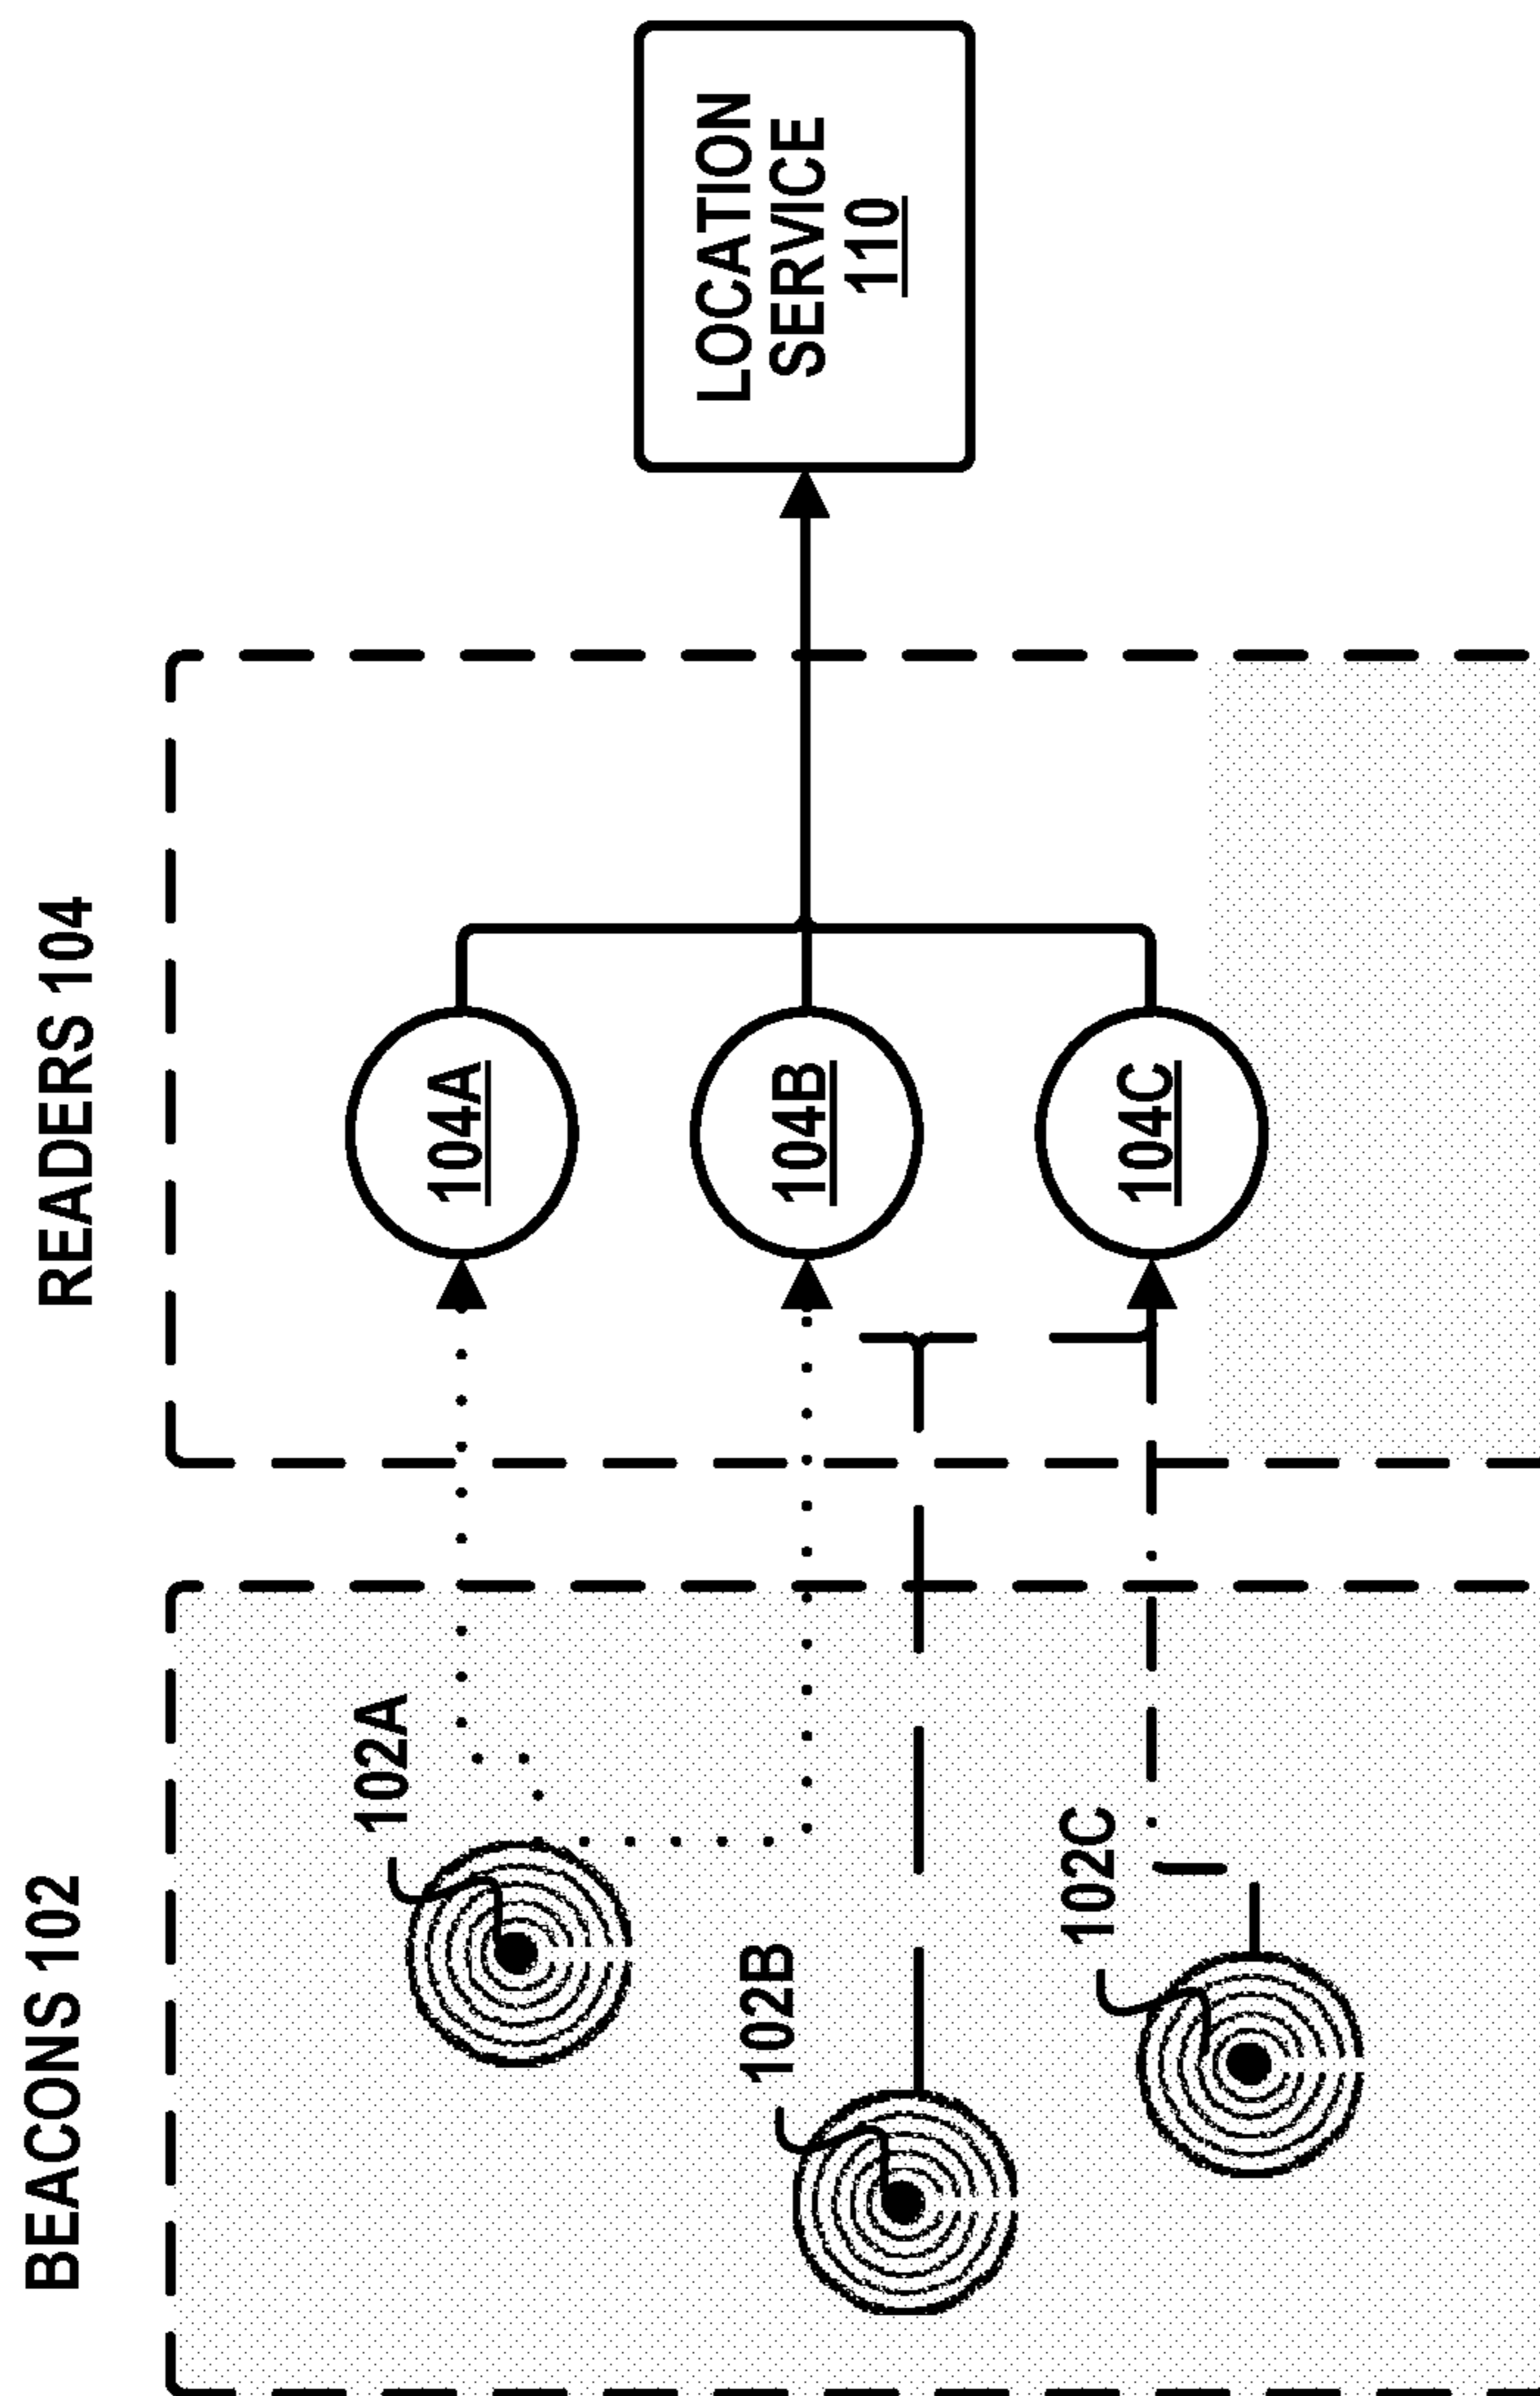 BEACONS 102
READERS 104
102A
102B
102C
104A
104B
104C
LOCATION
SERVICE
110